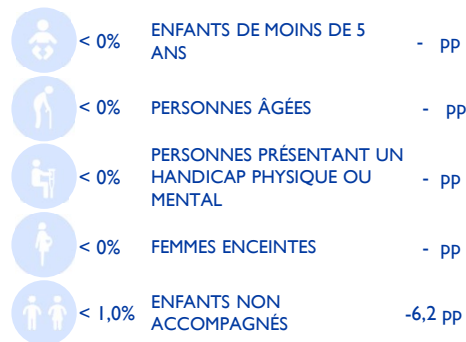 < 0% ENFANTS DE MOINS DE 5 ANS - pp
< 0% PERSONNES ÂGÉES - pp
< 0% PERSONNES PRÉSENTANT UN HANDICAP PHYSIQUE OU MENTAL - pp
< 0% FEMMES ENCEINTES - pp
< 1,0% ENFANTS NON ACCOMPAGNÉS -6,2 pp